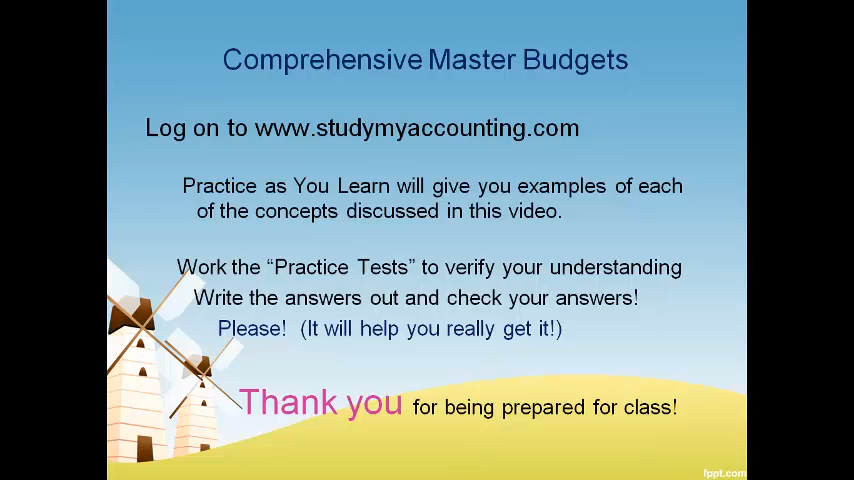 Comprehensive Master Budgets
Log on to www.studymyaccounting.com
Practice as You Learn will give you examples of each
of the concepts discussed in this video.
Work the “Practice Tests” to verify your understanding
Write the answers out and check your answers!
Please! (It will help you really get it!)
Thank you for being prepared for class!
fppt.com